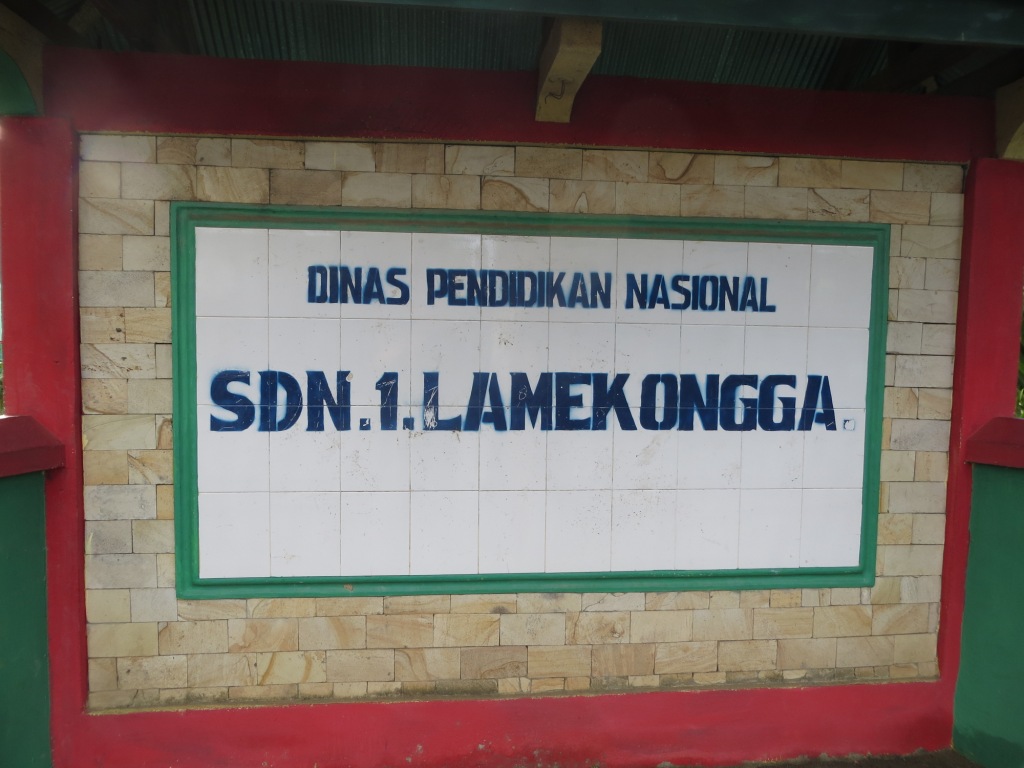 DINAS PENDIDIKAN NASIONAL
SDN.1.LAMEKONGGA.